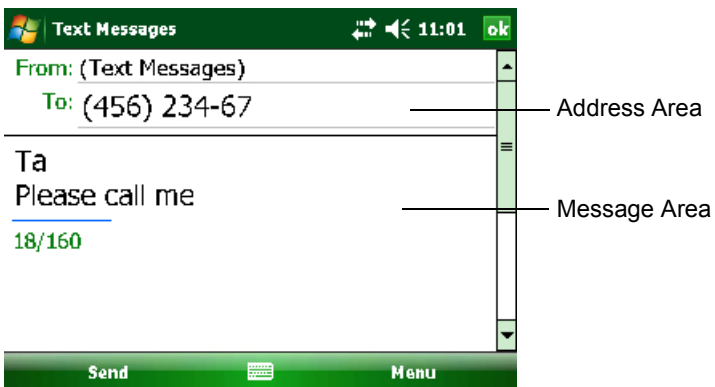 Text Messages 11:01 ok
From: (Text Messages)
To: (456) 234-67
Address Area
Ta
Please call me
Message Area
18/160
Send Menu